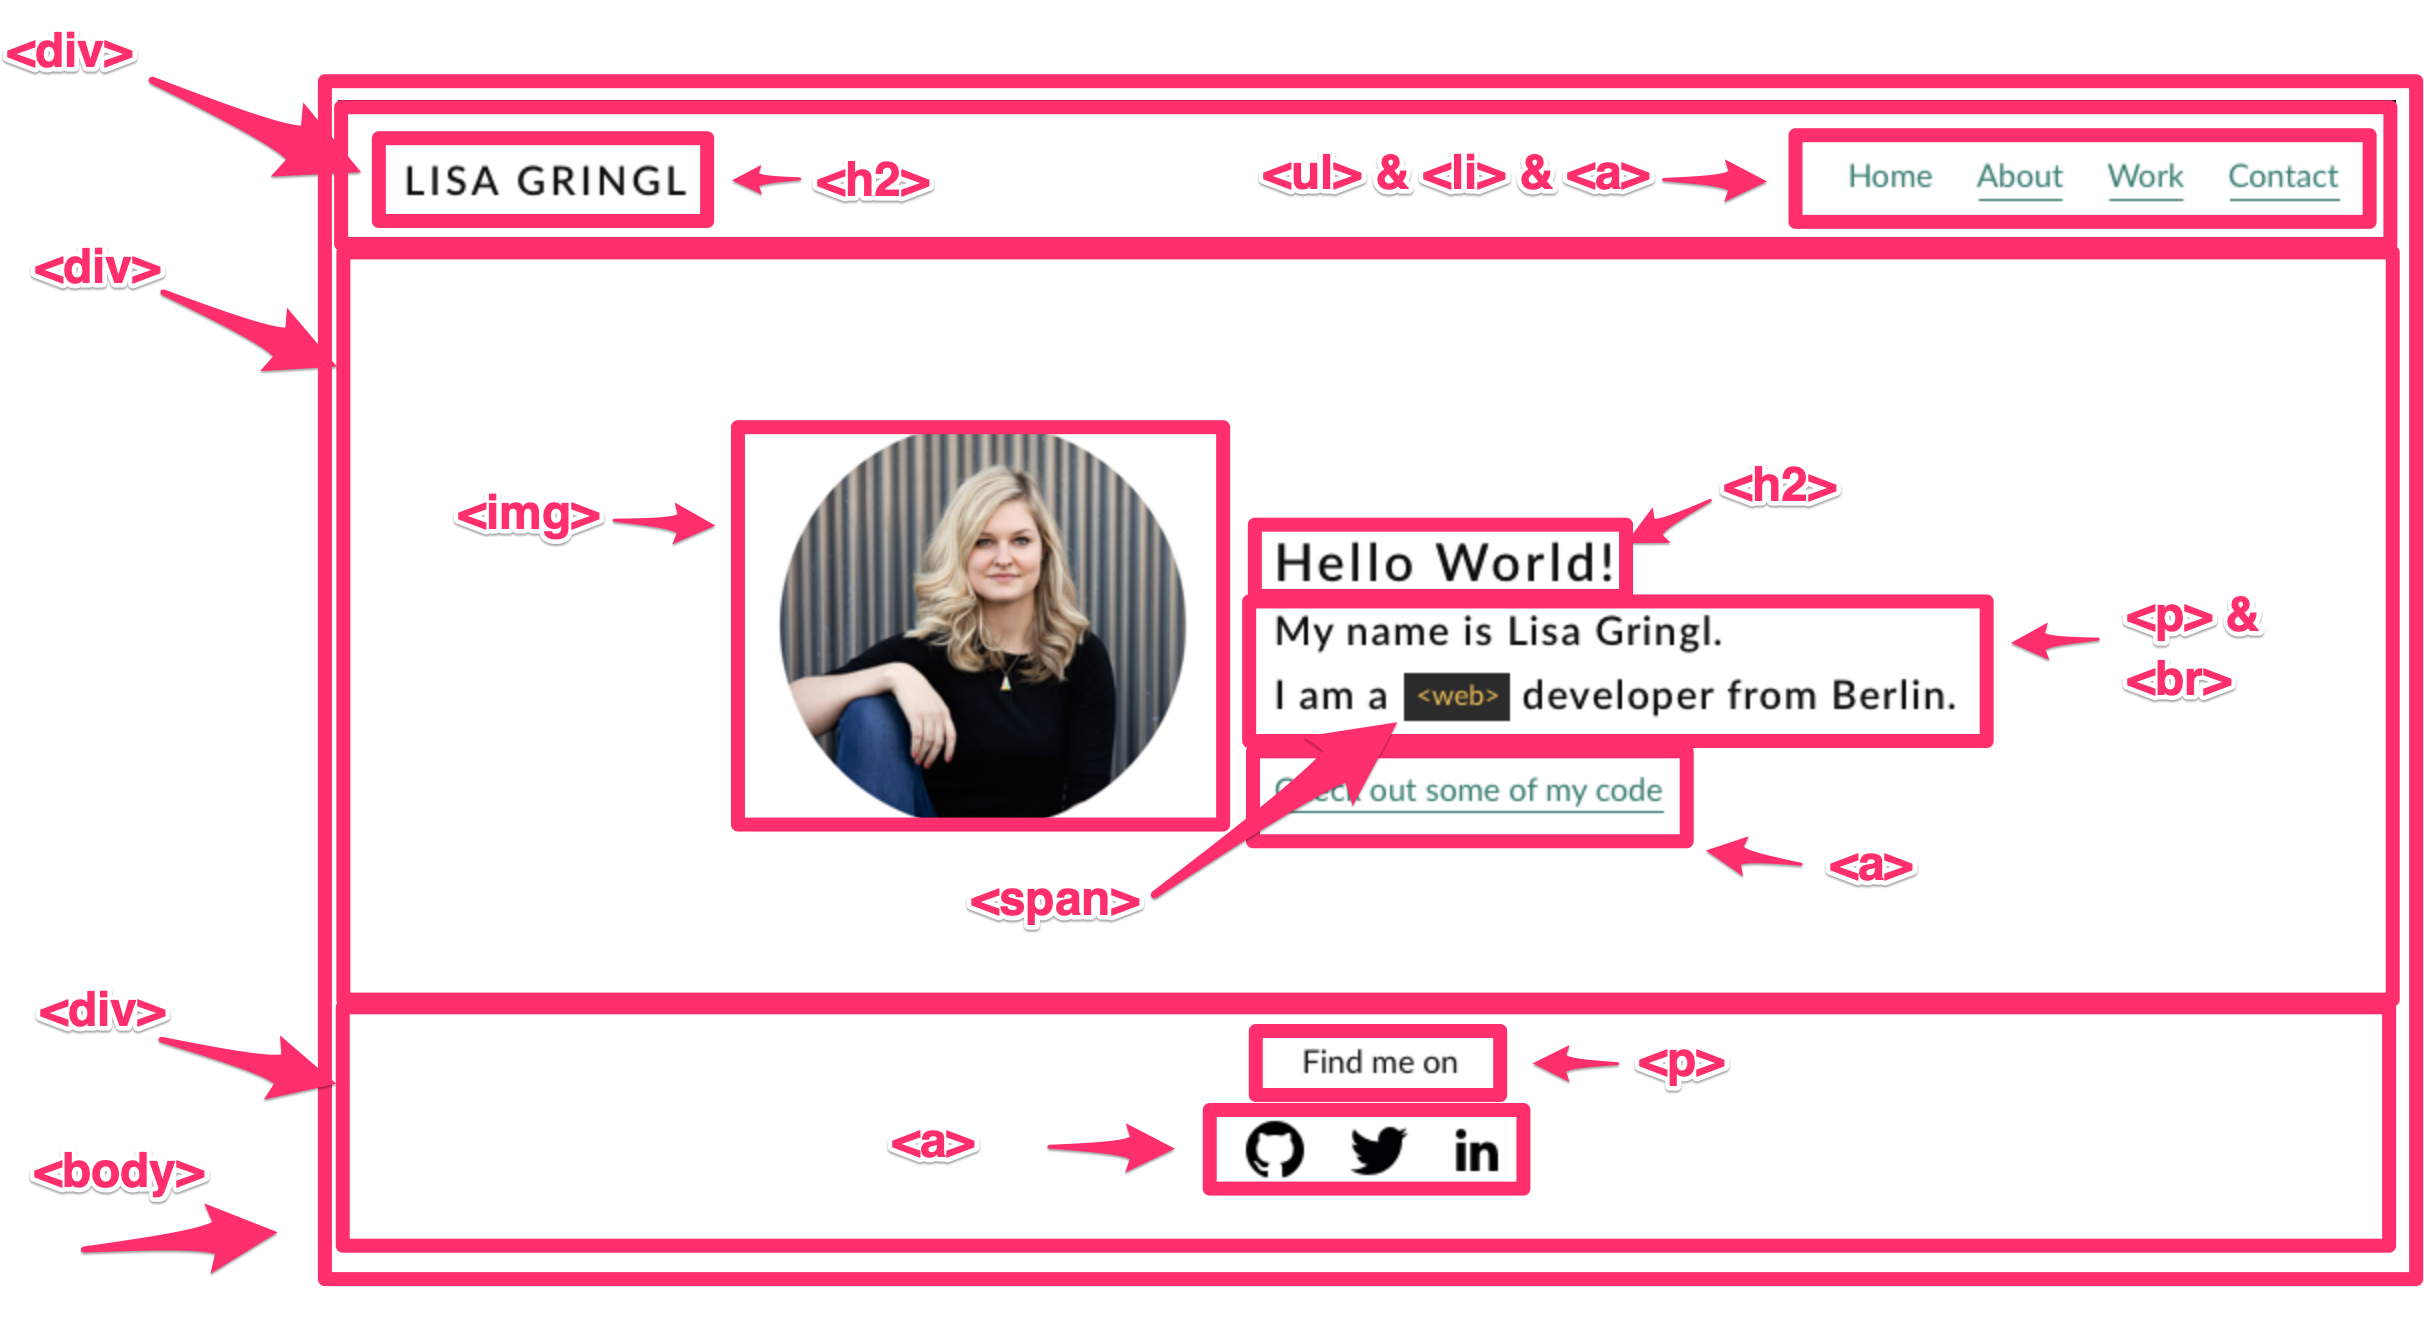 <div>
LISA GRINGL
<h2>
<ul> & <li> & <a>
Home About Work Contact
<div>
<img>
<h2>
Hello World!
My name is Lisa Gringl.
I am a <web> developer from Berlin.
<p> &
<br>
Check out some of my code
<a>
<span>
<div>
Find me on
<p>
<a>
in
<body>